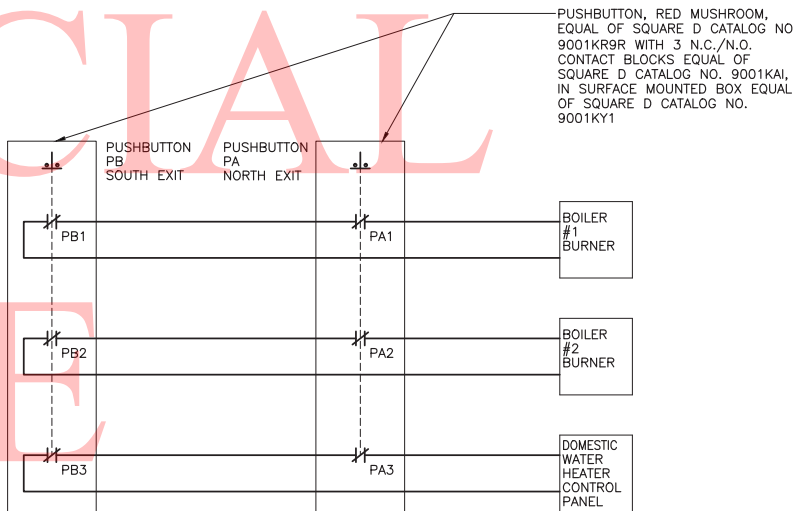 PUSHBUTTON, RED MUSHROOM,
EQUAL OF SQUARE D CATALOG NO
9001KR9R WITH 3 N.C./N.O.
CONTACT BLOCKS EQUAL OF
SQUARE D CATALOG NO. 9001KAI,
IN SURFACE MOUNTED BOX EQUAL
OF SQUARE D CATALOG NO.
9001KY1
CIAL
PUSHBUTTON
PB
SOUTH EXIT
PUSHBUTTON
PA
NORTH EXIT
PB1
PA1
BOILER
#1
BURNER
E
PB2
PA2
BOILER
#2
BURNER
PB3
PA3
DOMESTIC
WATER
HEATER
CONTROL
PANEL